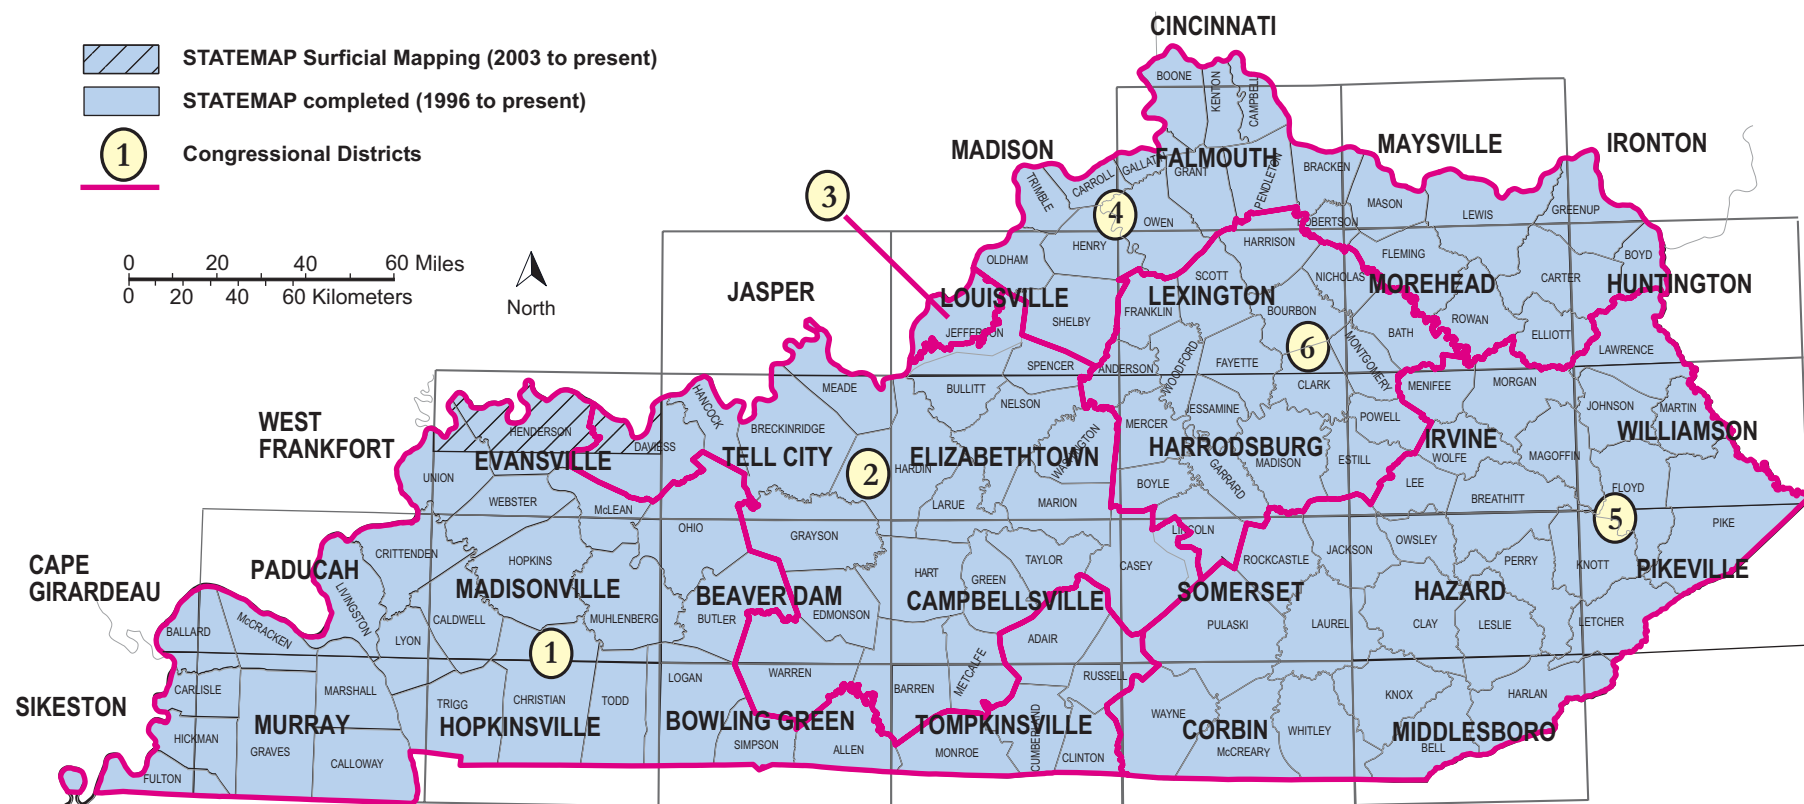 CINCINNATI
STATEMAP Surficial Mapping (2003 to present)
STATEMAP completed (1996 to present)
1
Congressional Districts
BOONE
KENTON
CAMPBELL
MADISON
FALMOUTH
MAYSVILLE
IRONTON
TRIMBLE
CARROLL
GALLATI
GRANT
PENDLETON
BRACKEN
3
4
OWEN
ROBERTSON
MASON
LEWIS
GREENUP
HENRY
HARRISON
OLDHAM
FLEMING
BOYD
0 20 40 60 Miles
0 20 40 60 Kilometers
North
JASPER
LOUISVILLE
SCOTT
NICHOLAS
LEXINGTON
MOREHEAD
CARTER
HUNTINGTON
JEFFERSON
SHELBY
FRANKLIN
BOURBON
BATH
ROWAN
ELLIOTT
6
LAWRENCE
SPENCER
ANDERSON
WOODFORD
FAYETTE
MONTGOMERY
MEADE
BULLITT
CLARK
MENIFEE
MORGAN
HANCOCK
NELSON
JESSAMINE
POWELL
JOHNSON
MARTIN
WEST
FRANKFORT
HENDERSON
DAVIESS
BRECKINRIDGE
WASHINGTON
MERCER
HARRODSBURG
IRVINE
WILLIAMSON
EVANSVILLE
TELL CITY
2
HARDIN
ELIZABETHTOWN
GARRARD
MADISON
ESTILL
WOLFE
MAGOFFIN
UNION
BOYLE
LEE
FLOYD
WEBSTER
McLEAN
LARUE
MARION
BREATHITT
5
PIKE
OHIO
GRAYSON
LINCOLN
OWSLEY
CRITTENDEN
HOPKINS
TAYLOR
CASEY
ROCKCASTLE
JACKSON
PERRY
KNOTT
CAPE
GIRARDEAU
PADUCAH
LIVINGSTON
MADISONVILLE
BEAVER DAM
HART
GREEN
CAMPBELLSVILLE
SOMERSET
HAZARD
PIKEVILLE
BALLARD
McCRACKEN
LYON
CALDWELL
MUHLENBERG
BUTLER
EDMONSON
ADAIR
PULASKI
LAUREL
CLAY
LESLIE
LETCHER
1
WARREN
METCALFE
RUSSELL
LOGAN
CARLISLE
MARSHALL
TRIGG
CHRISTIAN
TODD
BARREN
KNOX
HARLAN
SIKESTON
MURRAY
HOPKINSVILLE
BOWLING GREEN
TOMPKINSVILLE
WAYNE
CORBIN
WHITLEY
MIDDLESBORO
HICKMAN
GRAVES
SIMPSON
ALLEN
MONROE
CUMBERLAND
CLINTON
McCREARY
BELL
FULTON
CALLOWAY